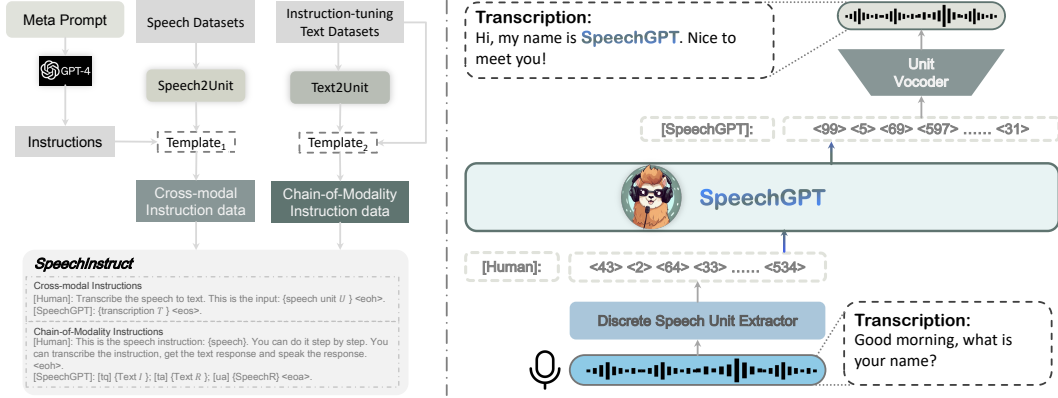 Meta Prompt
GPT-4
Instructions
Speech Datasets
Speech2Unit
Template1
Cross-modal
Instruction data
Instruction-tuning
Text Datasets
Text2Unit
Template2
Chain-of-Modality
Instruction data
SpeechInstruct
Cross-modal Instructions
[Human]: Transcribe the speech to text. This is the input: {speech unit U } <eoh>.
[SpeechGPT]: {transcription T } <eos>.
Chain-of-Modality Instructions
[Human]: This is the speech instruction: {speech}. You can do it step by step. You
can transcribe the instruction, get the text response and speak the response.
<eoh>.
[SpeechGPT]: [tq] {Text I }; [ta] {Text R }; [ua] {SpeechR} <eoa>.
Transcription:
Hi, my name is SpeechGPT. Nice to
meet you!
Unit
Vocoder
[SpeechGPT]: <99> <5> <69> <597> ...... <31>
SpeechGPT
[Human]: <43> <2> <64> <33> ...... <534>
Discrete Speech Unit Extractor
Transcription:
Good morning, what is
your name?